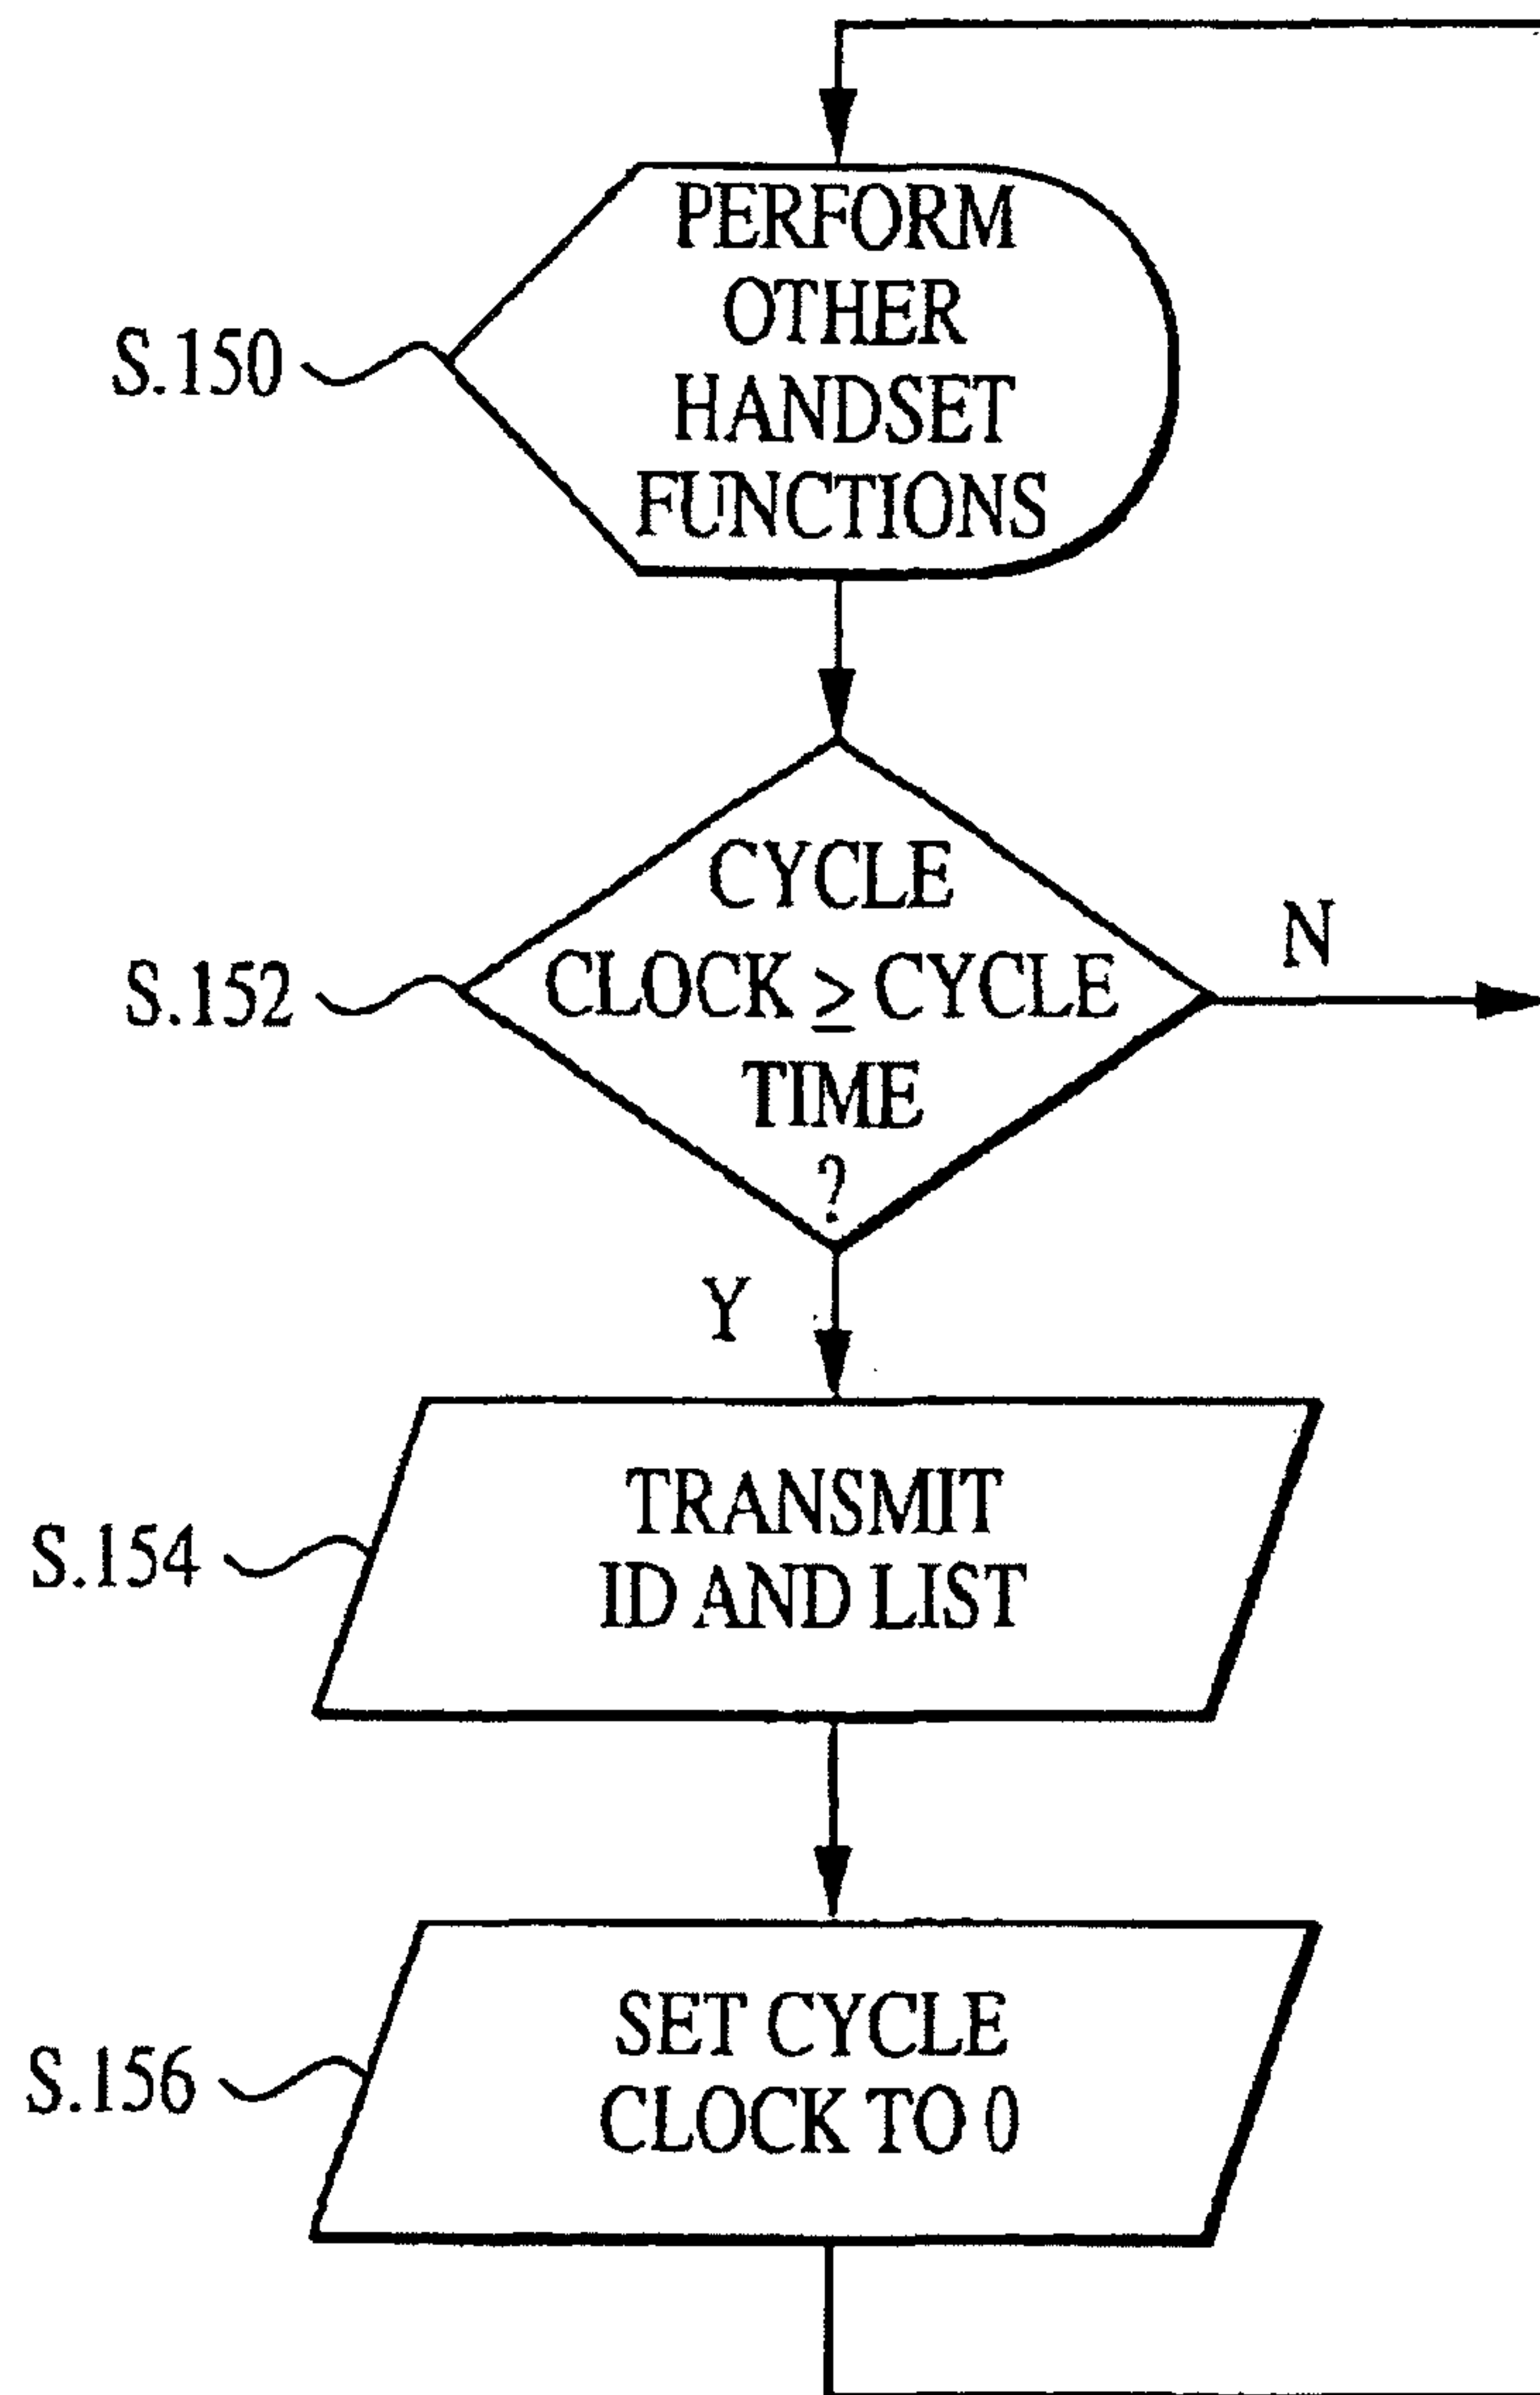 PERFORM
OTHER
HANDSET
FUNCTIONS
S.150
CYCLE
CLOCK ≥ CYCLE
TIME
?
S.152
N
Y
TRANSMIT
ID AND LIST
S.154
SET CYCLE
CLOCK TO 0
S.156